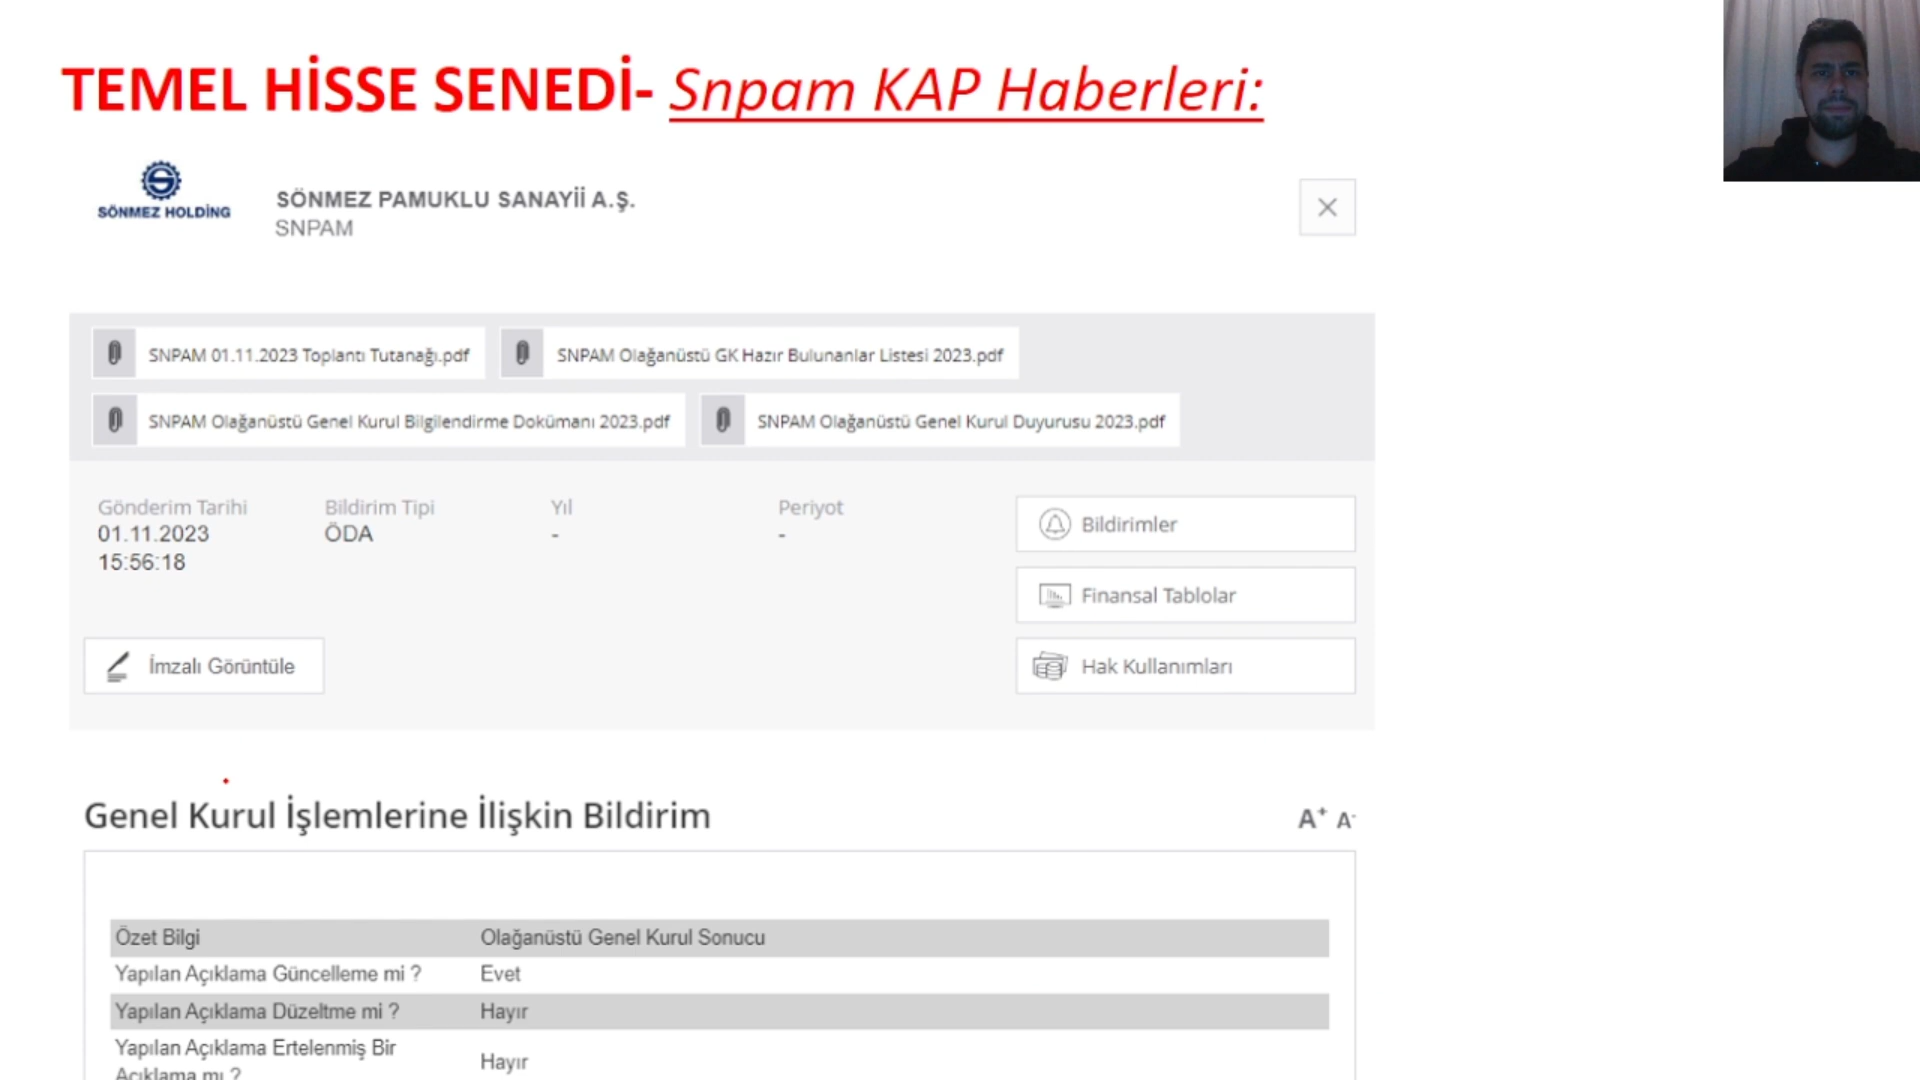 TEMEL HİSSE SENEDİ- Snpam KAP Haberleri:
SÖNMEZ HOLDİNG
SÖNMEZ PAMUKLU SANAYİİ A.Ş.
SNPAM
SNPAM 01.11.2023 Toplantı Tutanağı.pdf
SNPAM Olağanüstü GK Hazır Bulunanlar Listesi 2023.pdf
SNPAM Olağanüstü Genel Kurul Bilgilendirme Dokümanı 2023.pdf
SNPAM Olağanüstü Genel Kurul Duyurusu 2023.pdf
Gönderim Tarihi
01.11.2023
15:56:18
Bildirim Tipi
ÖDA
Yıl
-
Periyot
-
Bildirimler
Finansal Tablolar
Hak Kullanımları
İmzalı Görüntüle
Genel Kurul İşlemlerine İlişkin Bildirim
A+ A-
Özet Bilgi Olağanüstü Genel Kurul Sonucu
Yapılan Açıklama Güncelleme mi ? Evet
Yapılan Açıklama Düzeltme mi ? Hayır
Yapılan Açıklama Ertelenmiş Bir
Açıklama mı ? Hayır